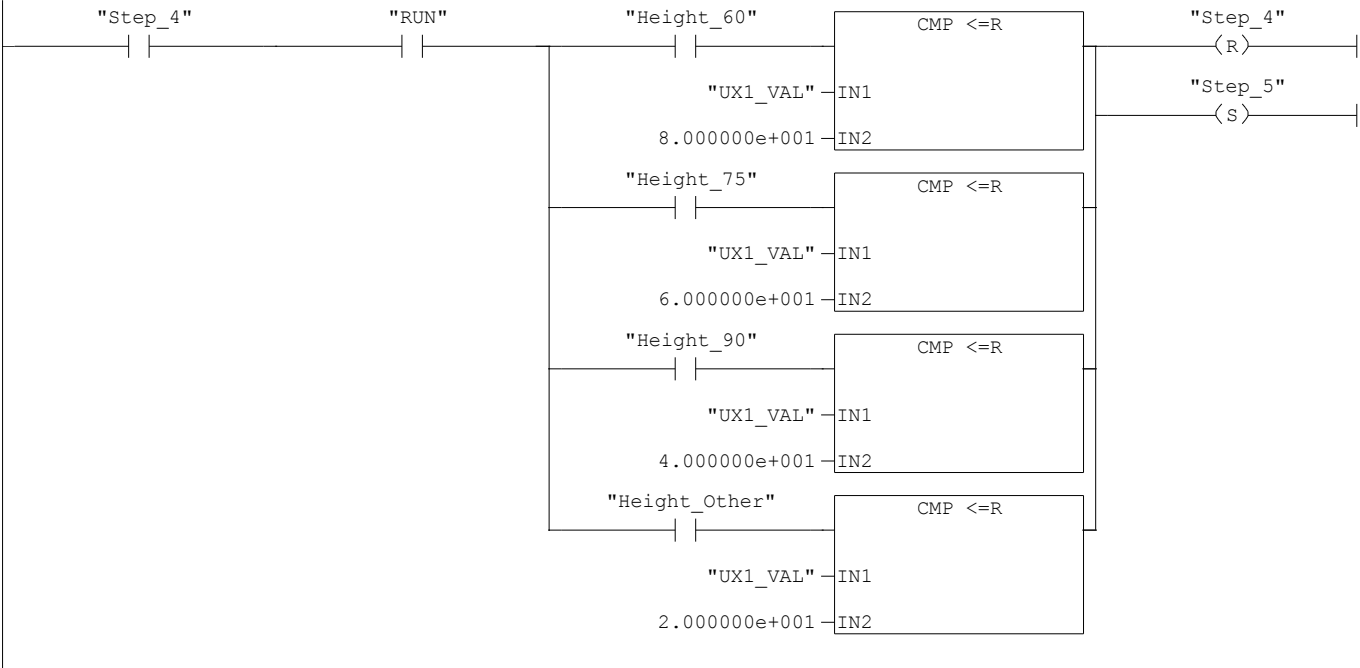 "Step_4" "RUN" "Height_60" CMP <=R "Step_4"
R
"UX1_VAL" IN1 "Step_5"
S
8.000000e+001 IN2
"Height_75" CMP <=R
"UX1_VAL" IN1
6.000000e+001 IN2
"Height_90" CMP <=R
"UX1_VAL" IN1
4.000000e+001 IN2
"Height_Other" CMP <=R
"UX1_VAL" IN1
2.000000e+001 IN2